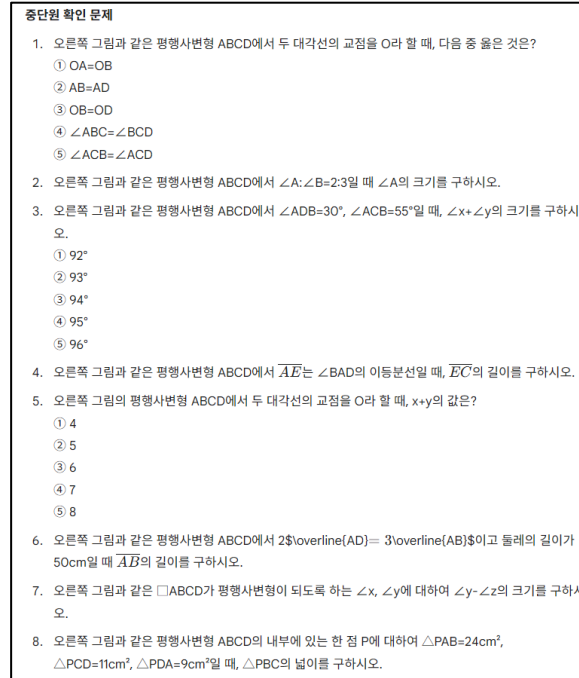 중단원 확인 문제
1. 오른쪽 그림과 같은 평행사변형 ABCD에서 두 대각선의 교점을 O라 할 때, 다음 중 옳은 것은?
① OA=OB
② AB=AD
③ OB=OD
④ ∠ABC=∠BCD
⑤ ∠ACB=∠ACD
2. 오른쪽 그림과 같은 평행사변형 ABCD에서 ∠A:∠B=2:3일 때 ∠A의 크기를 구하시오.
3. 오른쪽 그림과 같은 평행사변형 ABCD에서 ∠ADB=30°, ∠ACB=55°일 때, ∠x+∠y의 크기를 구하시
오.
① 92°
② 93°
③ 94°
④ 95°
⑤ 96°
4. 오른쪽 그림과 같은 평행사변형 ABCD에서 $\overline{AE}$는 ∠BAD의 이등분선일 때, $\overline{EC}$의 길이를 구하시오.
5. 오른쪽 그림의 평행사변형 ABCD에서 두 대각선의 교점을 O라 할 때, x+y의 값은?
① 4
② 5
③ 6
④ 7
⑤ 8
6. 오른쪽 그림과 같은 평행사변형 ABCD에서 2$\overline{AD}= 3\overline{AB}$이고 둘레의 길이가
50cm일 때 $\overline{AB}$의 길이를 구하시오.
7. 오른쪽 그림과 같은 □ABCD가 평행사변형이 되도록 하는 ∠x, ∠y에 대하여 ∠y-∠z의 크기를 구하시
오.
8. 오른쪽 그림과 같은 평행사변형 ABCD의 내부에 있는 한 점 P에 대하여 △PAB=24cm²,
△PCD=11cm², △PDA=9cm²일 때, △PBC의 넓이를 구하시오.